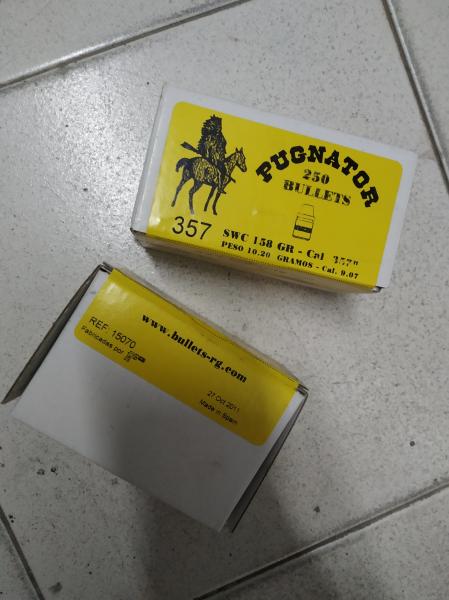 PUGNATOR
250
BULLETS
357
SWC 158 GR - Cal 357"
PESO 10.20 GRAMOS - Cal. 9.07
www.bullets-rg.com
REF: 15070
Fabricadas por
27 Oct 2011
Made in Spain